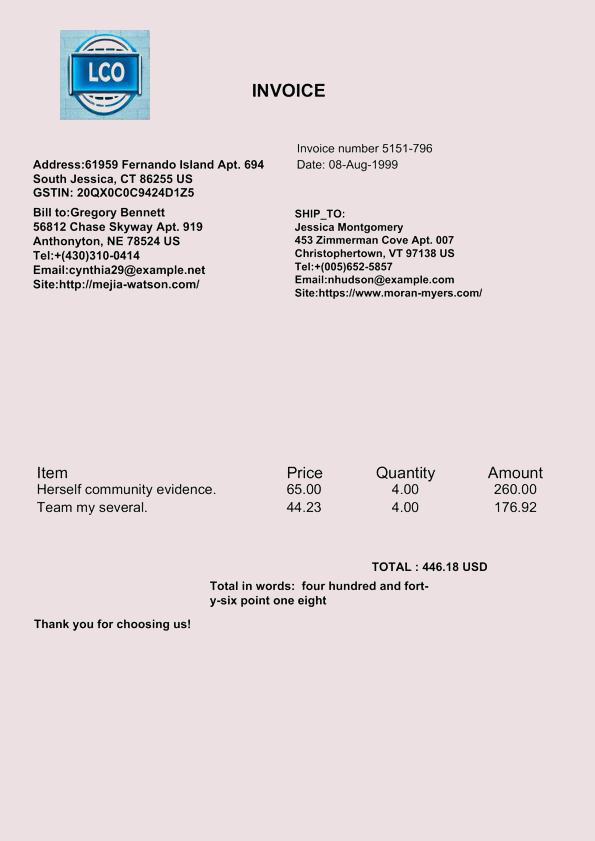 LCO
INVOICE
Invoice number 5151-796
Address:61959 Fernando Island Apt. 694
Date: 08-Aug-1999
South Jessica, CT 86255 US
GSTIN: 20QX0C0C9424D1Z5
Bill to:Gregory Bennett
56812 Chase Skyway Apt. 919
Anthonyton, NE 78524 US
Tel:+(430)310-0414
Email:cynthia29@example.net
Site:http://mejia-watson.com/
SHIP_TO:
Jessica Montgomery
453 Zimmerman Cove Apt. 007
Christophertown, VT 97138 US
Tel:+(005)652-5857
Email:nhudson@example.com
Site:https://www.moran-myers.com/
Item Price Quantity Amount
Herself community evidence. 65.00 4.00 260.00
Team my several. 44.23 4.00 176.92
TOTAL : 446.18 USD
Total in words: four hundred and fort-
y-six point one eight
Thank you for choosing us!